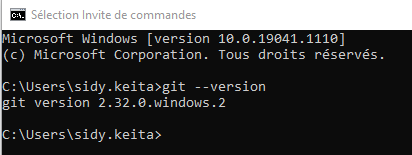 Sélection Invite de commandes
Microsoft Windows [version 10.0.19041.1110]
(c) Microsoft Corporation. Tous droits réservés.
C:\Users\sidy.keita>git --version
git version 2.32.0.windows.2
C:\Users\sidy.keita>